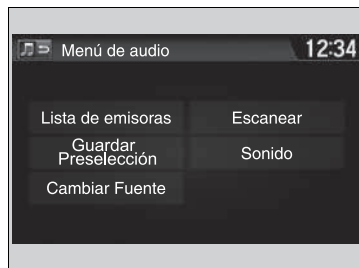 Menú de audio
12:34
Lista de emisoras
Escanear
Guardar
Preselección
Sonido
Cambiar Fuente